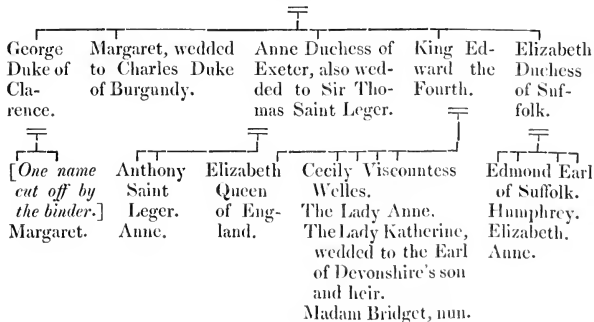 George
Duke of
Cla-
rence.
Margaret, wedded
to Charles Duke
of Burgundy.
Anne Duchess of
Exeter, also wed-
ded to Sir Tho-
mas Saint Leger.
King Ed-
ward the
Fourth.
Elizabeth
Duchess
of Suf-
folk.
[One name
cut off by
the binder.]
Margaret.
Anthony
Saint
Leger.
Anne.
Elizabeth
Queen
of Eng-
land.
Cecily Viscountess
Welles.
The Lady Anne.
The Lady Katherine,
wedded to the Earl
of Devonshire's son
and heir.
Madam Bridget, nun.
Edmond Earl
of Suffolk.
Humphrey.
Elizabeth.
Anne.